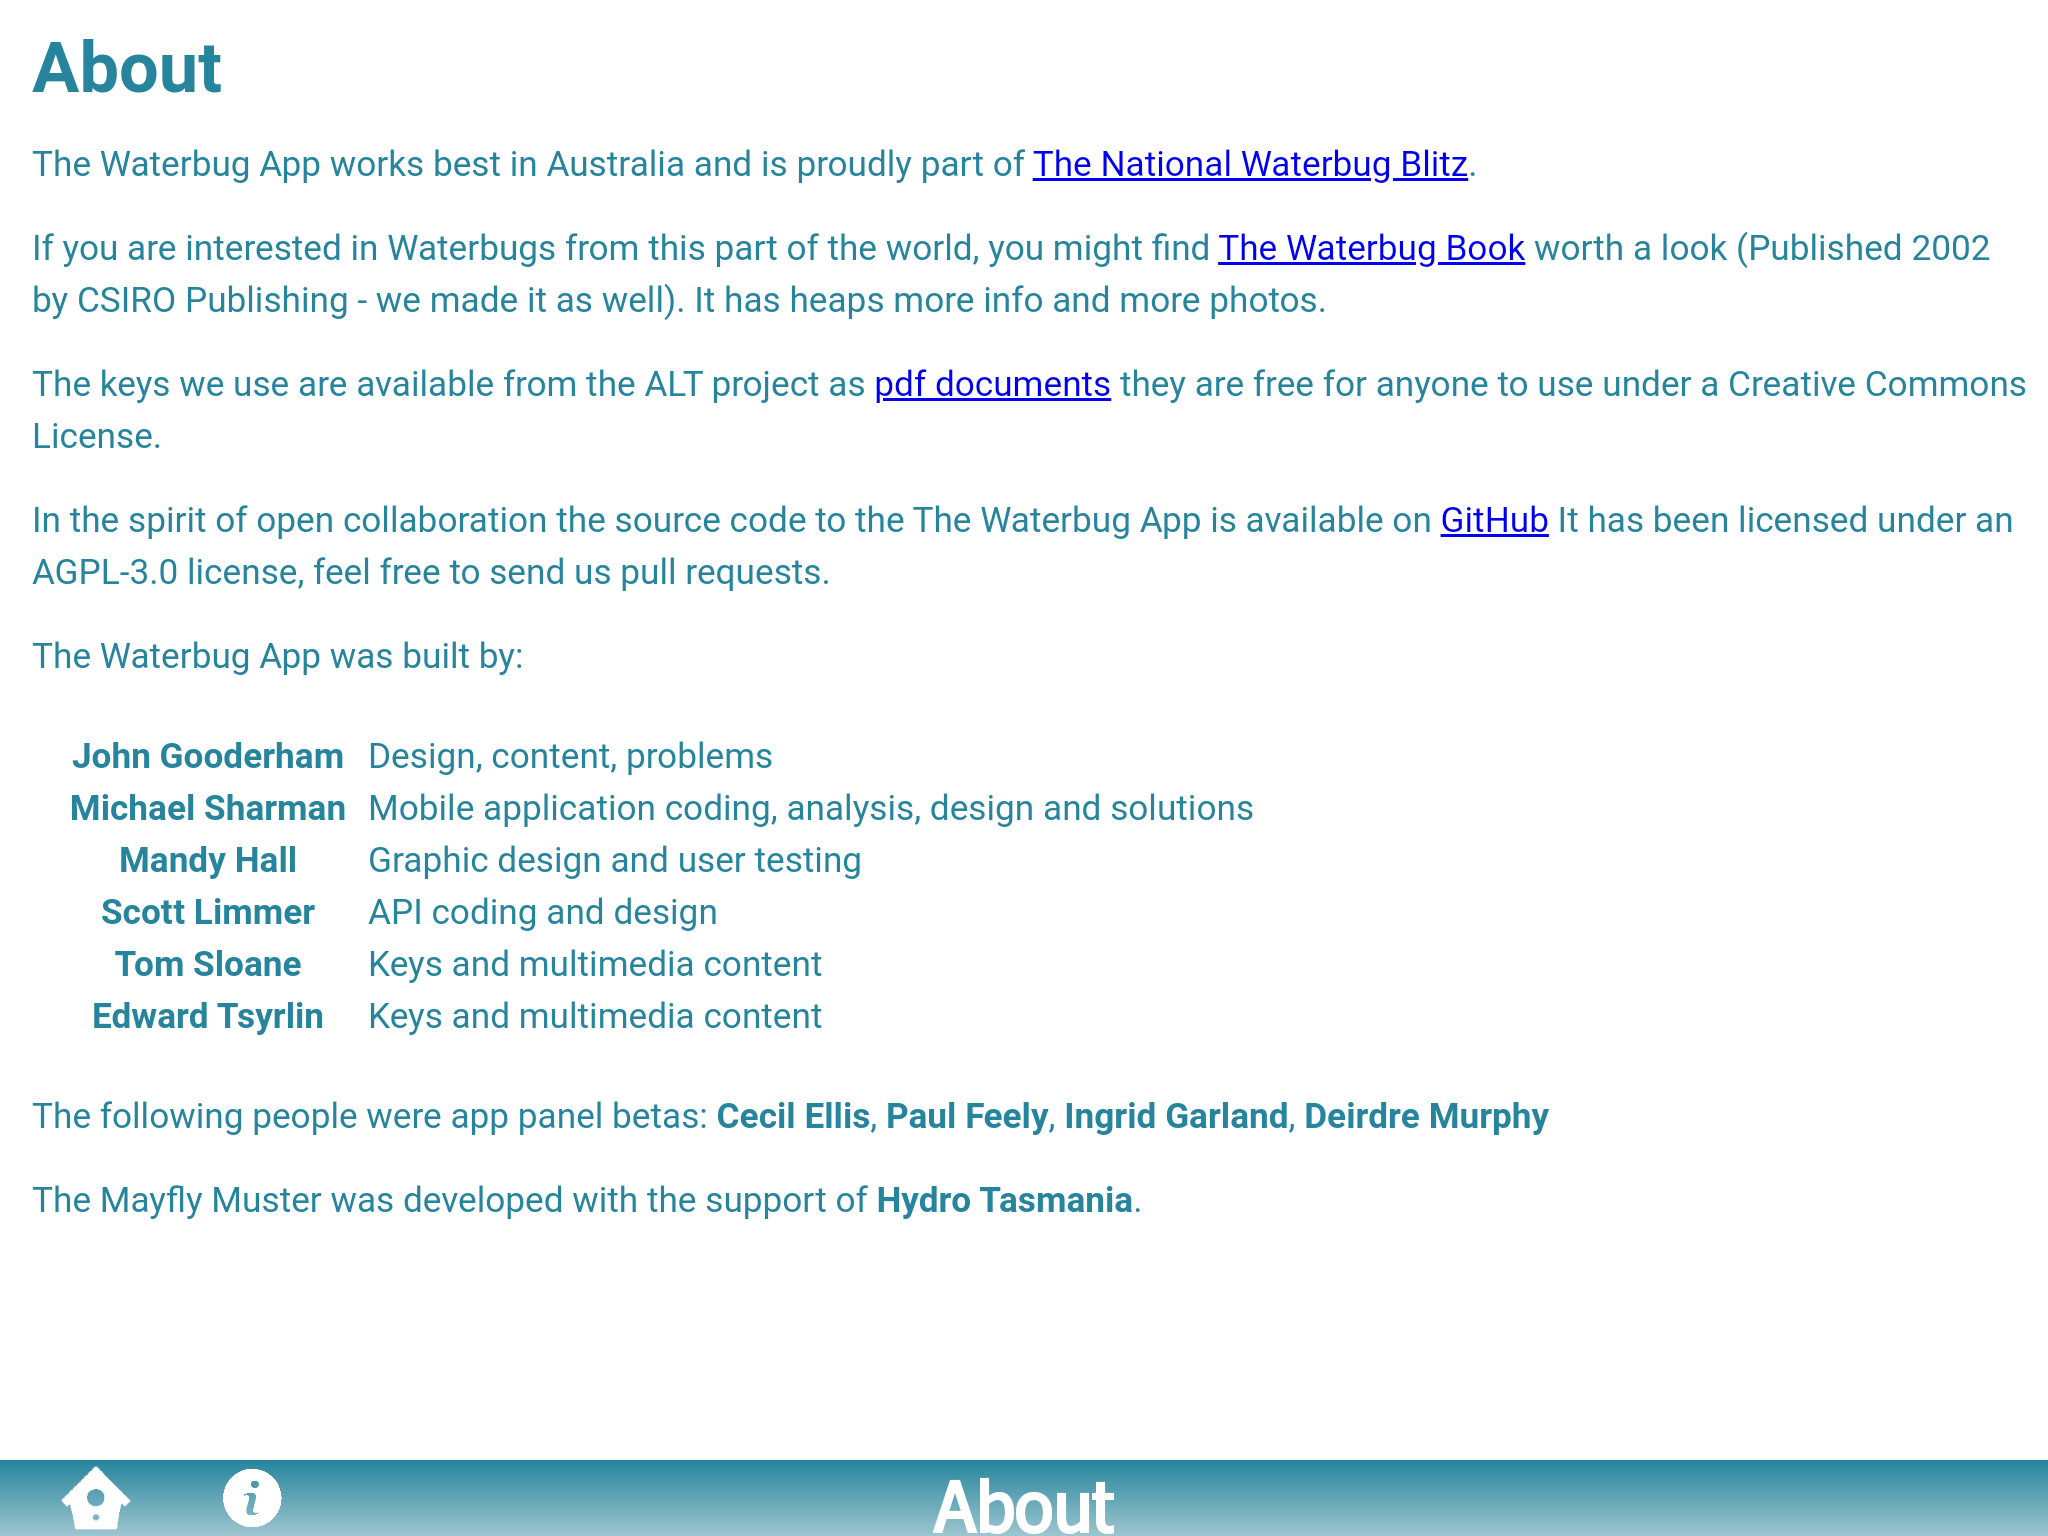 About
The Waterbug App works best in Australia and is proudly part of The National Waterbug Blitz.
If you are interested in Waterbugs from this part of the world, you might find The Waterbug Book worth a look (Published 2002
by CSIRO Publishing - we made it as well). It has heaps more info and more photos.
The keys we use are available from the ALT project as pdf documents they are free for anyone to use under a Creative Commons
License.
In the spirit of open collaboration the source code to the The Waterbug App is available on GitHub It has been licensed under an
AGPL-3.0 license, feel free to send us pull requests.
The Waterbug App was built by:
John Gooderham Design, content, problems
Michael Sharman Mobile application coding, analysis, design and solutions
Mandy Hall Graphic design and user testing
Scott Limmer API coding and design
Tom Sloane Keys and multimedia content
Edward Tsyrlin Keys and multimedia content
The following people were app panel betas: Cecil Ellis, Paul Feely, Ingrid Garland, Deirdre Murphy
The Mayfly Muster was developed with the support of Hydro Tasmania.
About